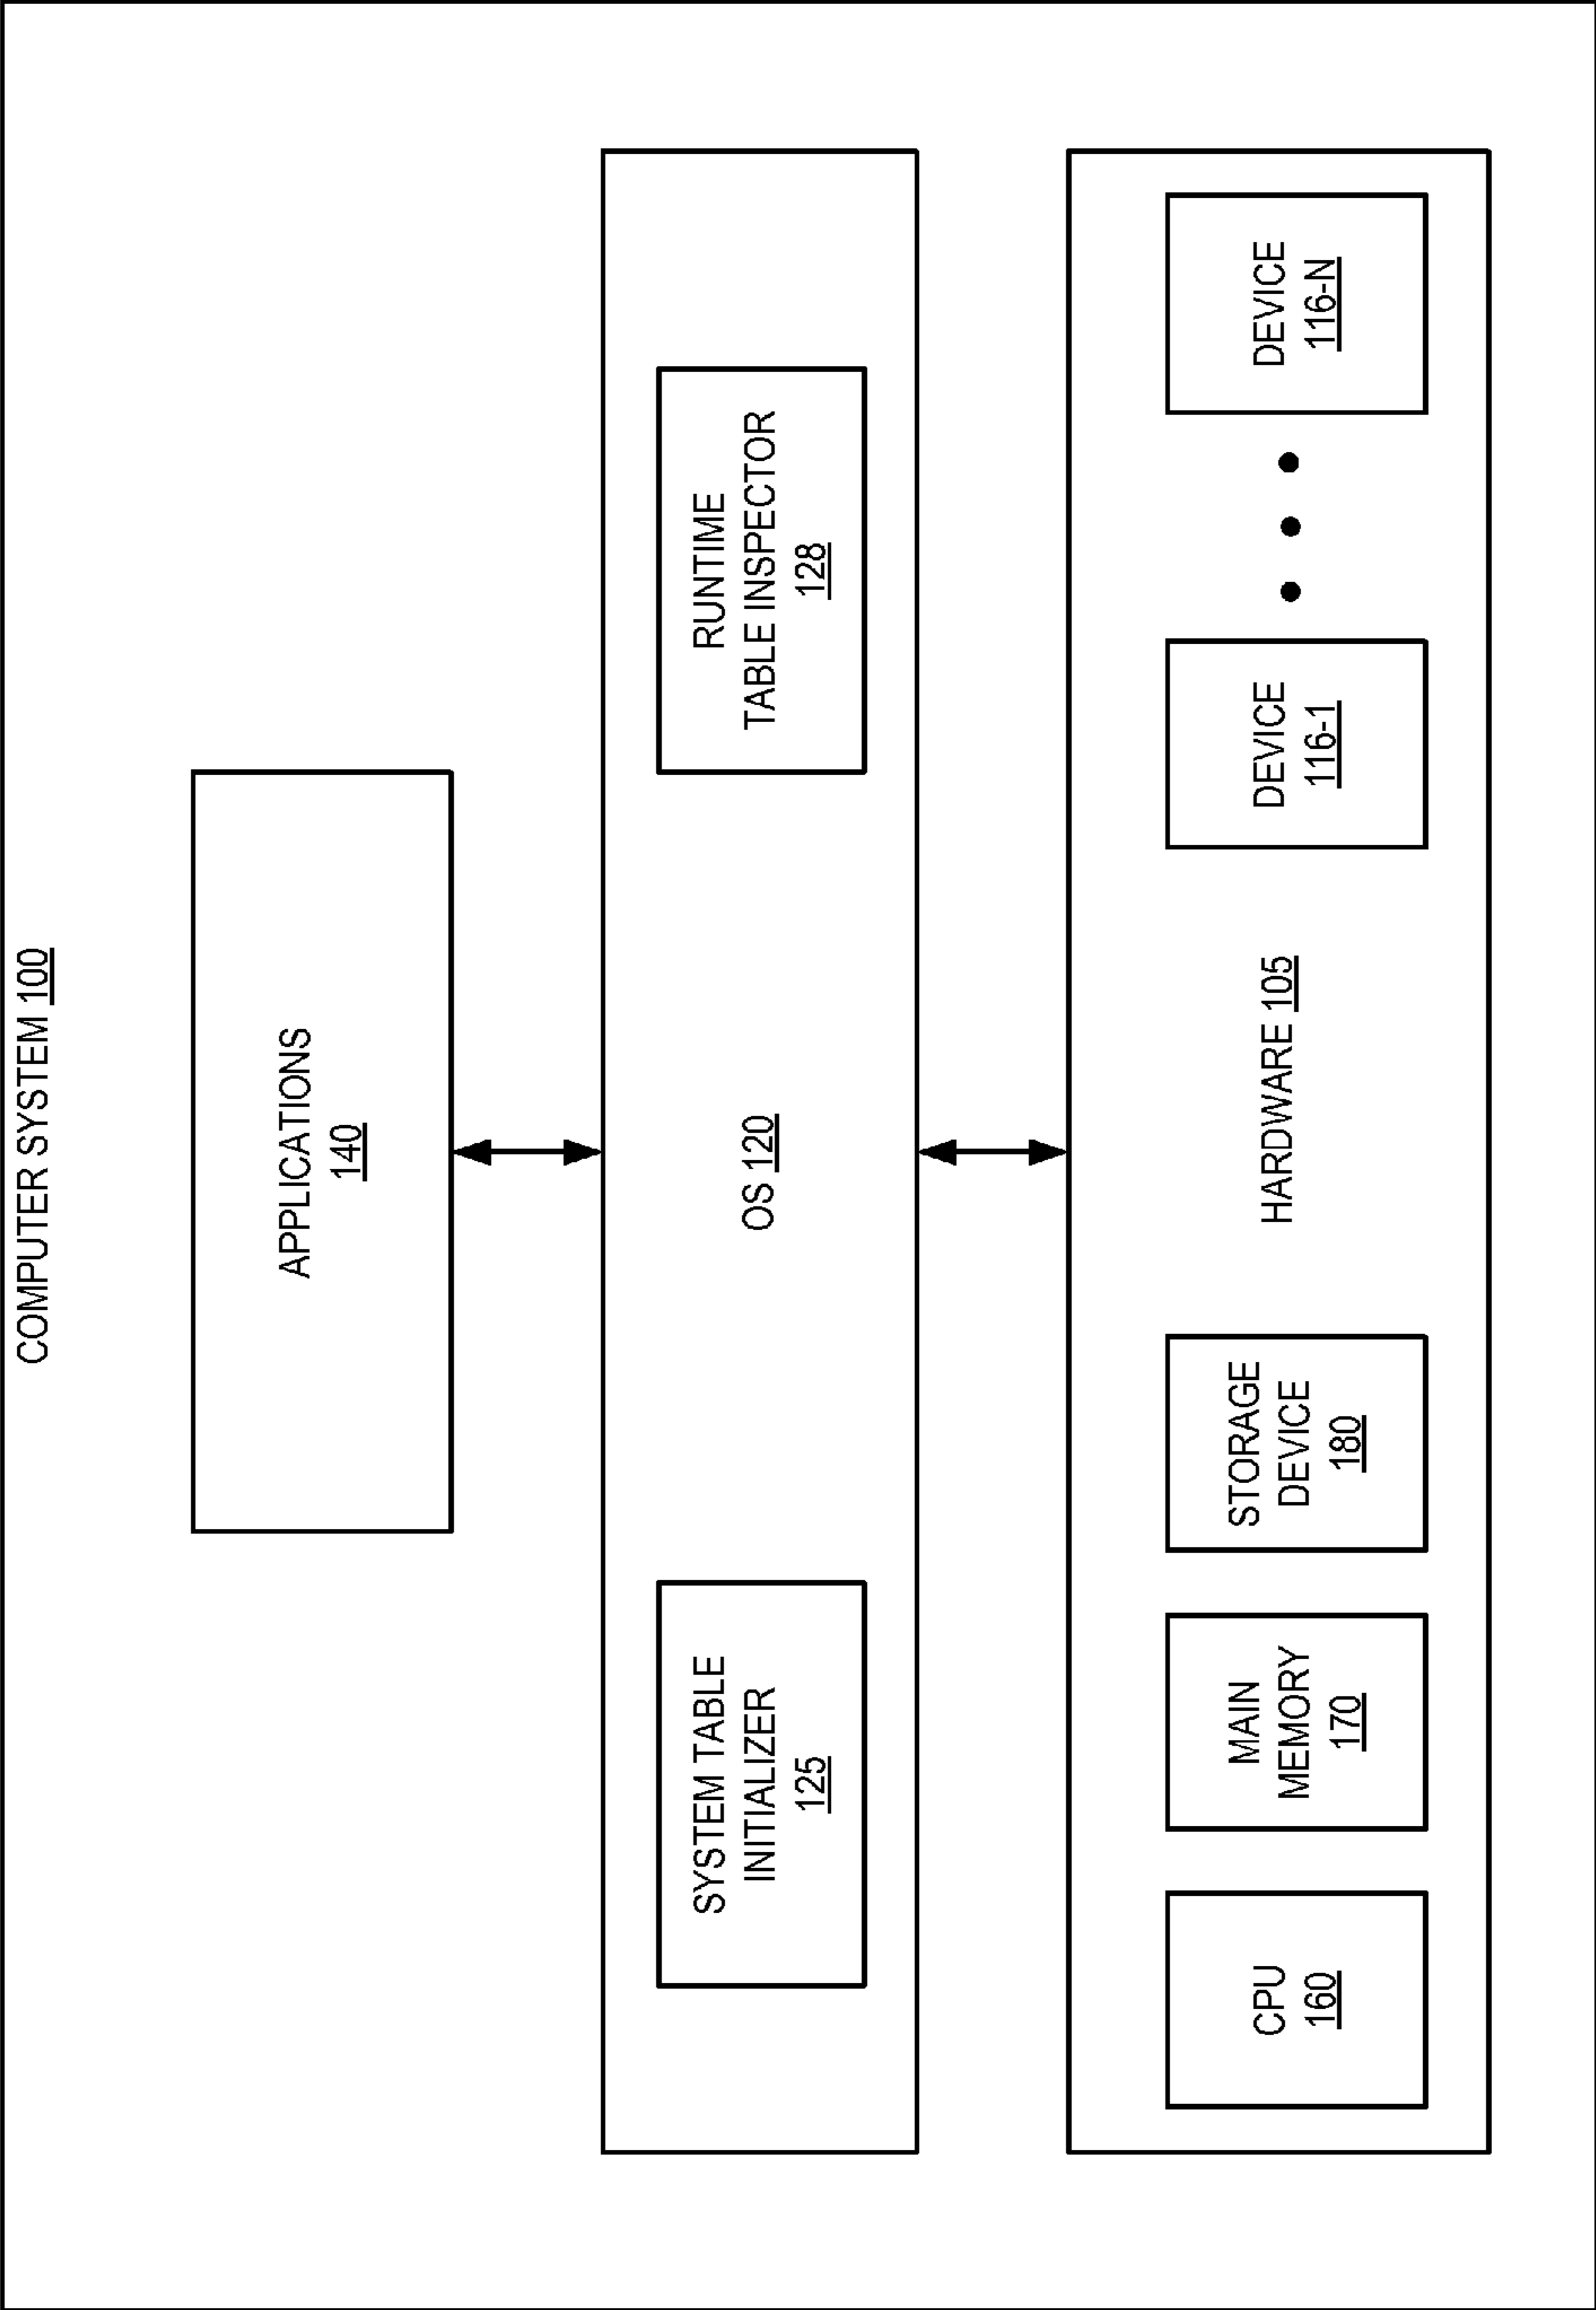 COMPUTER SYSTEM 100
APPLICATIONS
140
SYSTEM TABLE
INITIALIZER
125
OS 120
RUNTIME
TABLE INSPECTOR
128
CPU
160
MAIN
MEMORY
170
STORAGE
DEVICE
180
HARDWARE 105
DEVICE
116-1
DEVICE
116-N